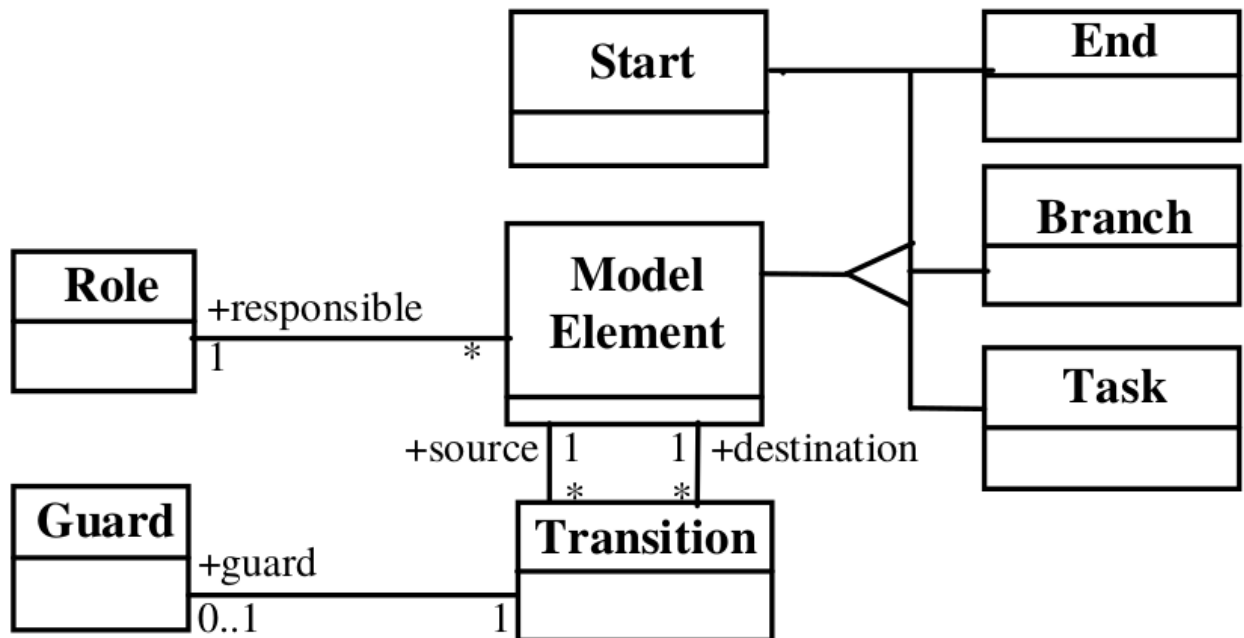 Start
End
Branch
Role
+responsible
1
*
Model
Element
Task
+source
1
1
+destination
*
*
Guard
Transition
+guard
0..1
1